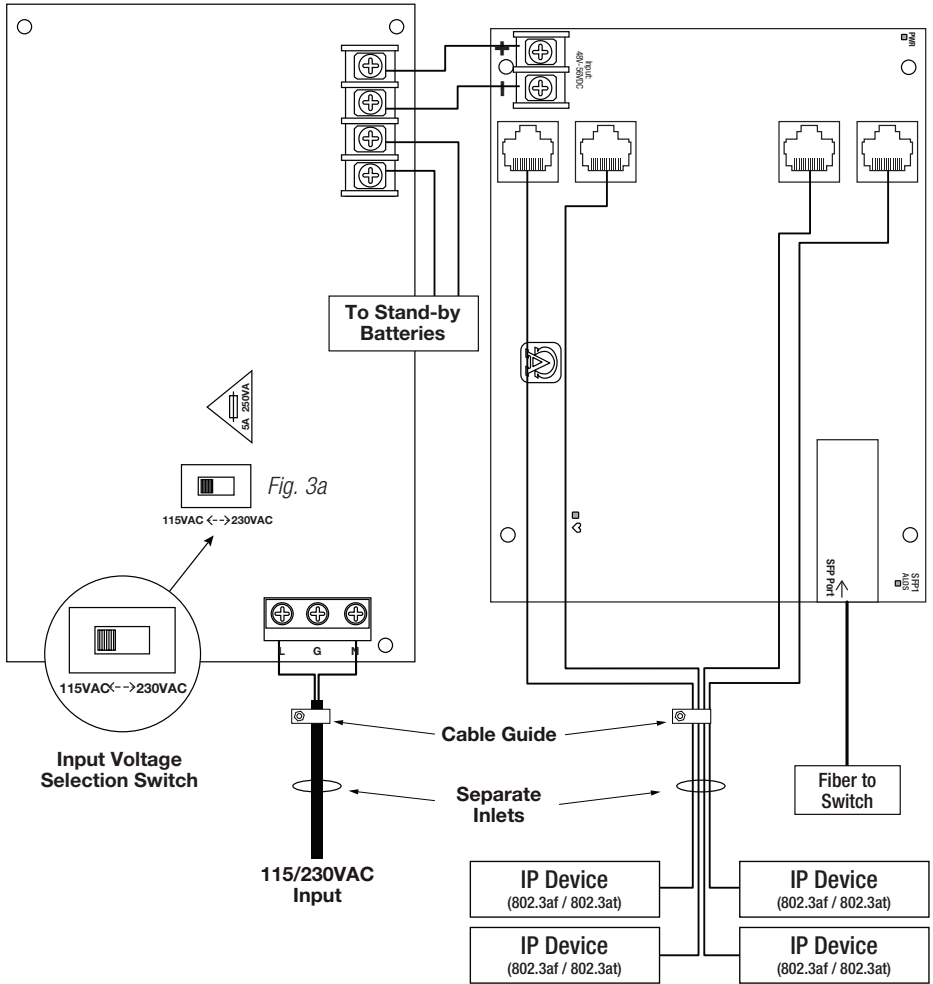 +
−
Input:
48V-56VDC
PWR
To Stand-by
Batteries
5A 250VA
Fig. 3a
115VAC <--> 230VAC
SFP Port
SFP1
AL0S
L G N
115VAC <--> 230VAC
Input Voltage
Selection Switch
Cable Guide
Separate
Inlets
115/230VAC
Input
Fiber to
Switch
IP Device
(802.3af / 802.3at)
IP Device
(802.3af / 802.3at)
IP Device
(802.3af / 802.3at)
IP Device
(802.3af / 802.3at)